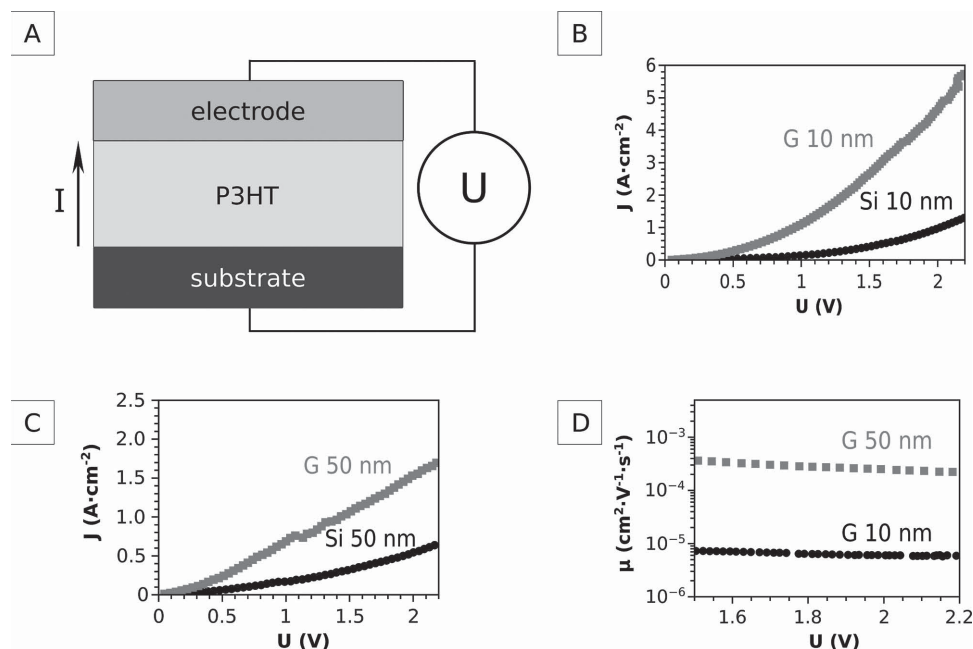 A
electrode
P3HT
substrate
I
U
B
J (A·cm⁻²)
6
5
4
3
2
1
0
G 10 nm
Si 10 nm
0 0.5 1 1.5 2
U (V)
C
J (A·cm⁻²)
2.5
2.0
1.5
1.0
0.5
0
G 50 nm
Si 50 nm
0 0.5 1 1.5 2
U (V)
D
μ (cm²·V⁻¹·s⁻¹)
10⁻³
10⁻⁴
10⁻⁵
10⁻⁶
G 50 nm
G 10 nm
1.6 1.8 2 2.2
U (V)